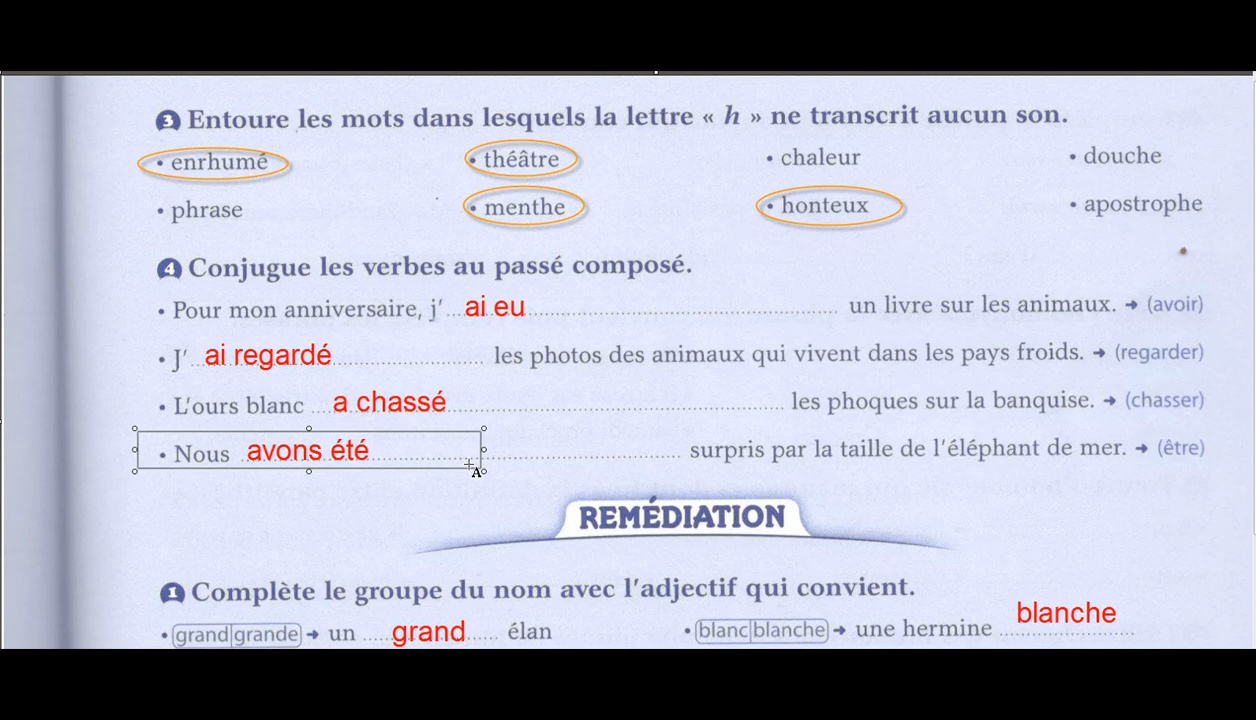 3 Entoure les mots dans lesquels la lettre « h » ne transcrit aucun son.
• enrhumé • théâtre • chaleur • douche
• phrase • menthe • honteux • apostrophe
4 Conjugue les verbes au passé composé.
• Pour mon anniversaire, j' ai eu un livre sur les animaux. → (avoir)
• J' ai regardé les photos des animaux qui vivent dans les pays froids. → (regarder)
• L'ours blanc a chassé les phoques sur la banquise. → (chasser)
• Nous avons été surpris par la taille de l'éléphant de mer. → (être)
REMÉDIATION
1 Complète le groupe du nom avec l'adjectif qui convient.
• grand|grande → un grand élan • blanc|blanche → une hermine blanche